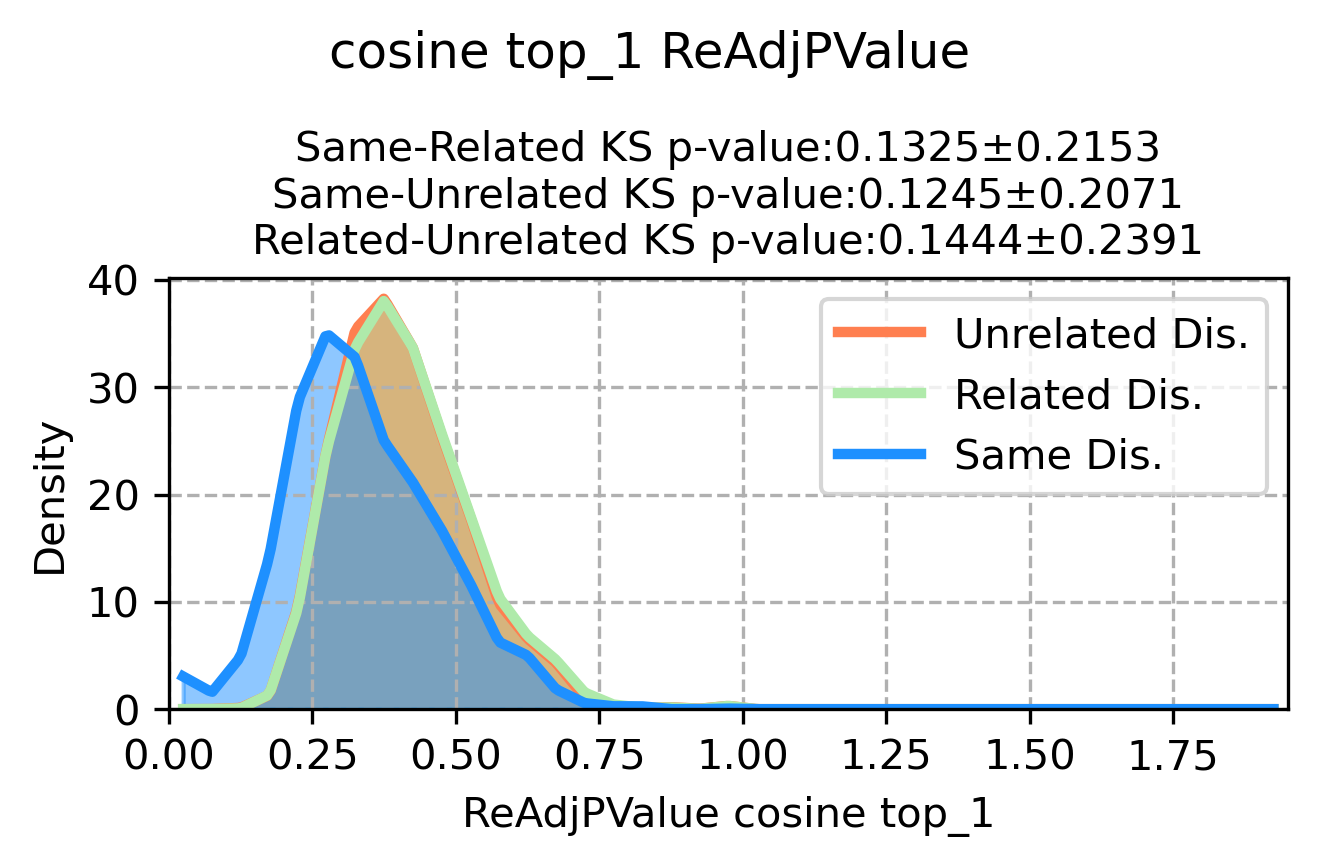 cosine top_1 ReAdjPValue
Same-Related KS p-value:0.1325±0.2153
Same-Unrelated KS p-value:0.1245±0.2071
Related-Unrelated KS p-value:0.1444±0.2391
40
30
20
10
0
Density
Unrelated Dis.
Related Dis.
Same Dis.
0.00 0.25 0.50 0.75 1.00 1.25 1.50 1.75
ReAdjPValue cosine top_1